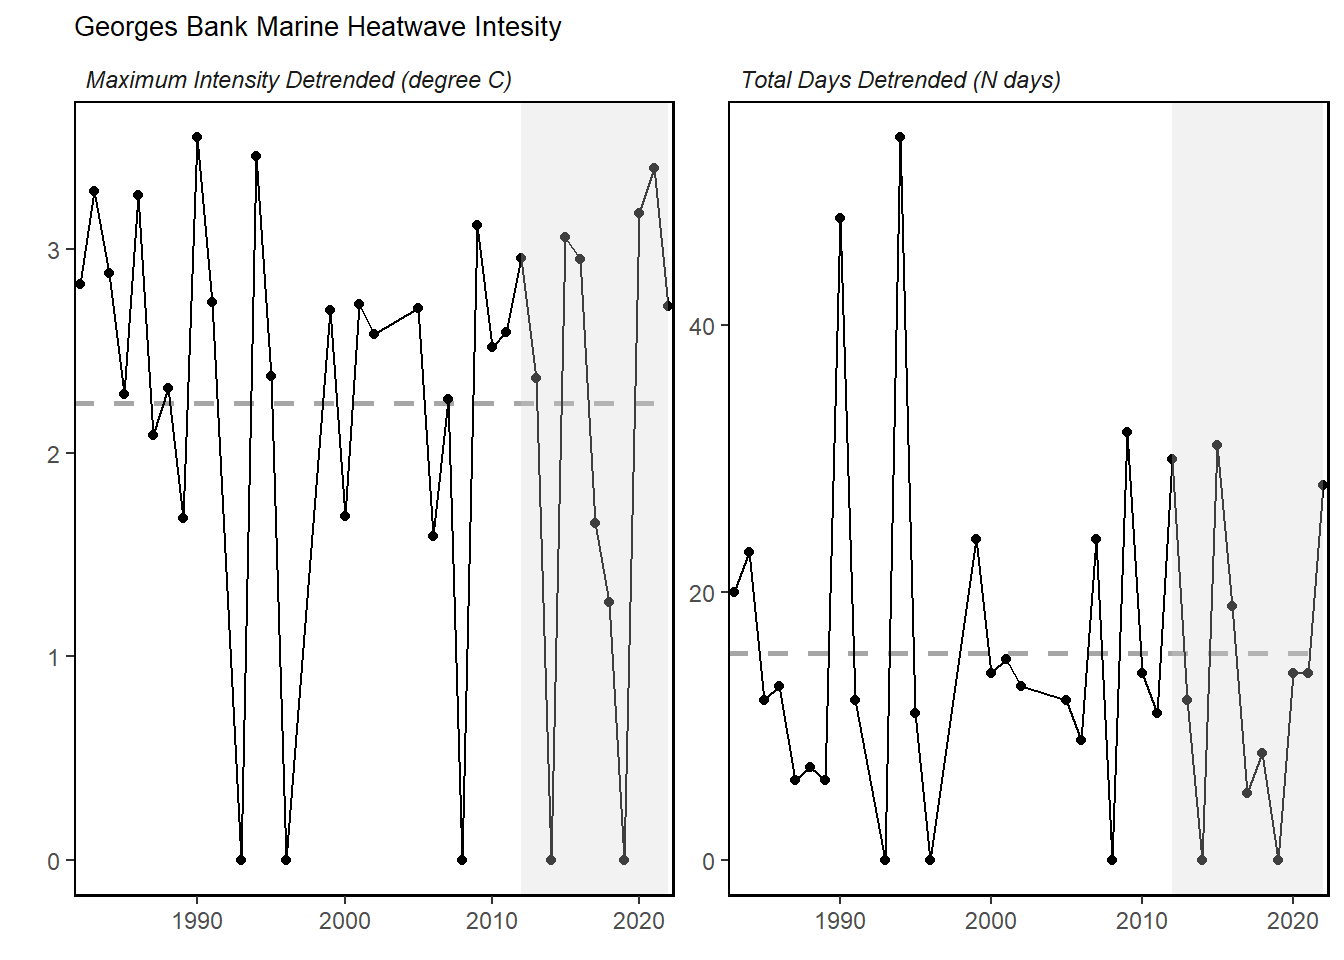 Georges Bank Marine Heatwave Intesity
Maximum Intensity Detrended (degree C)
3
2
1
0
1990 2000 2010 2020
Total Days Detrended (N days)
40
20
0
1990 2000 2010 2020